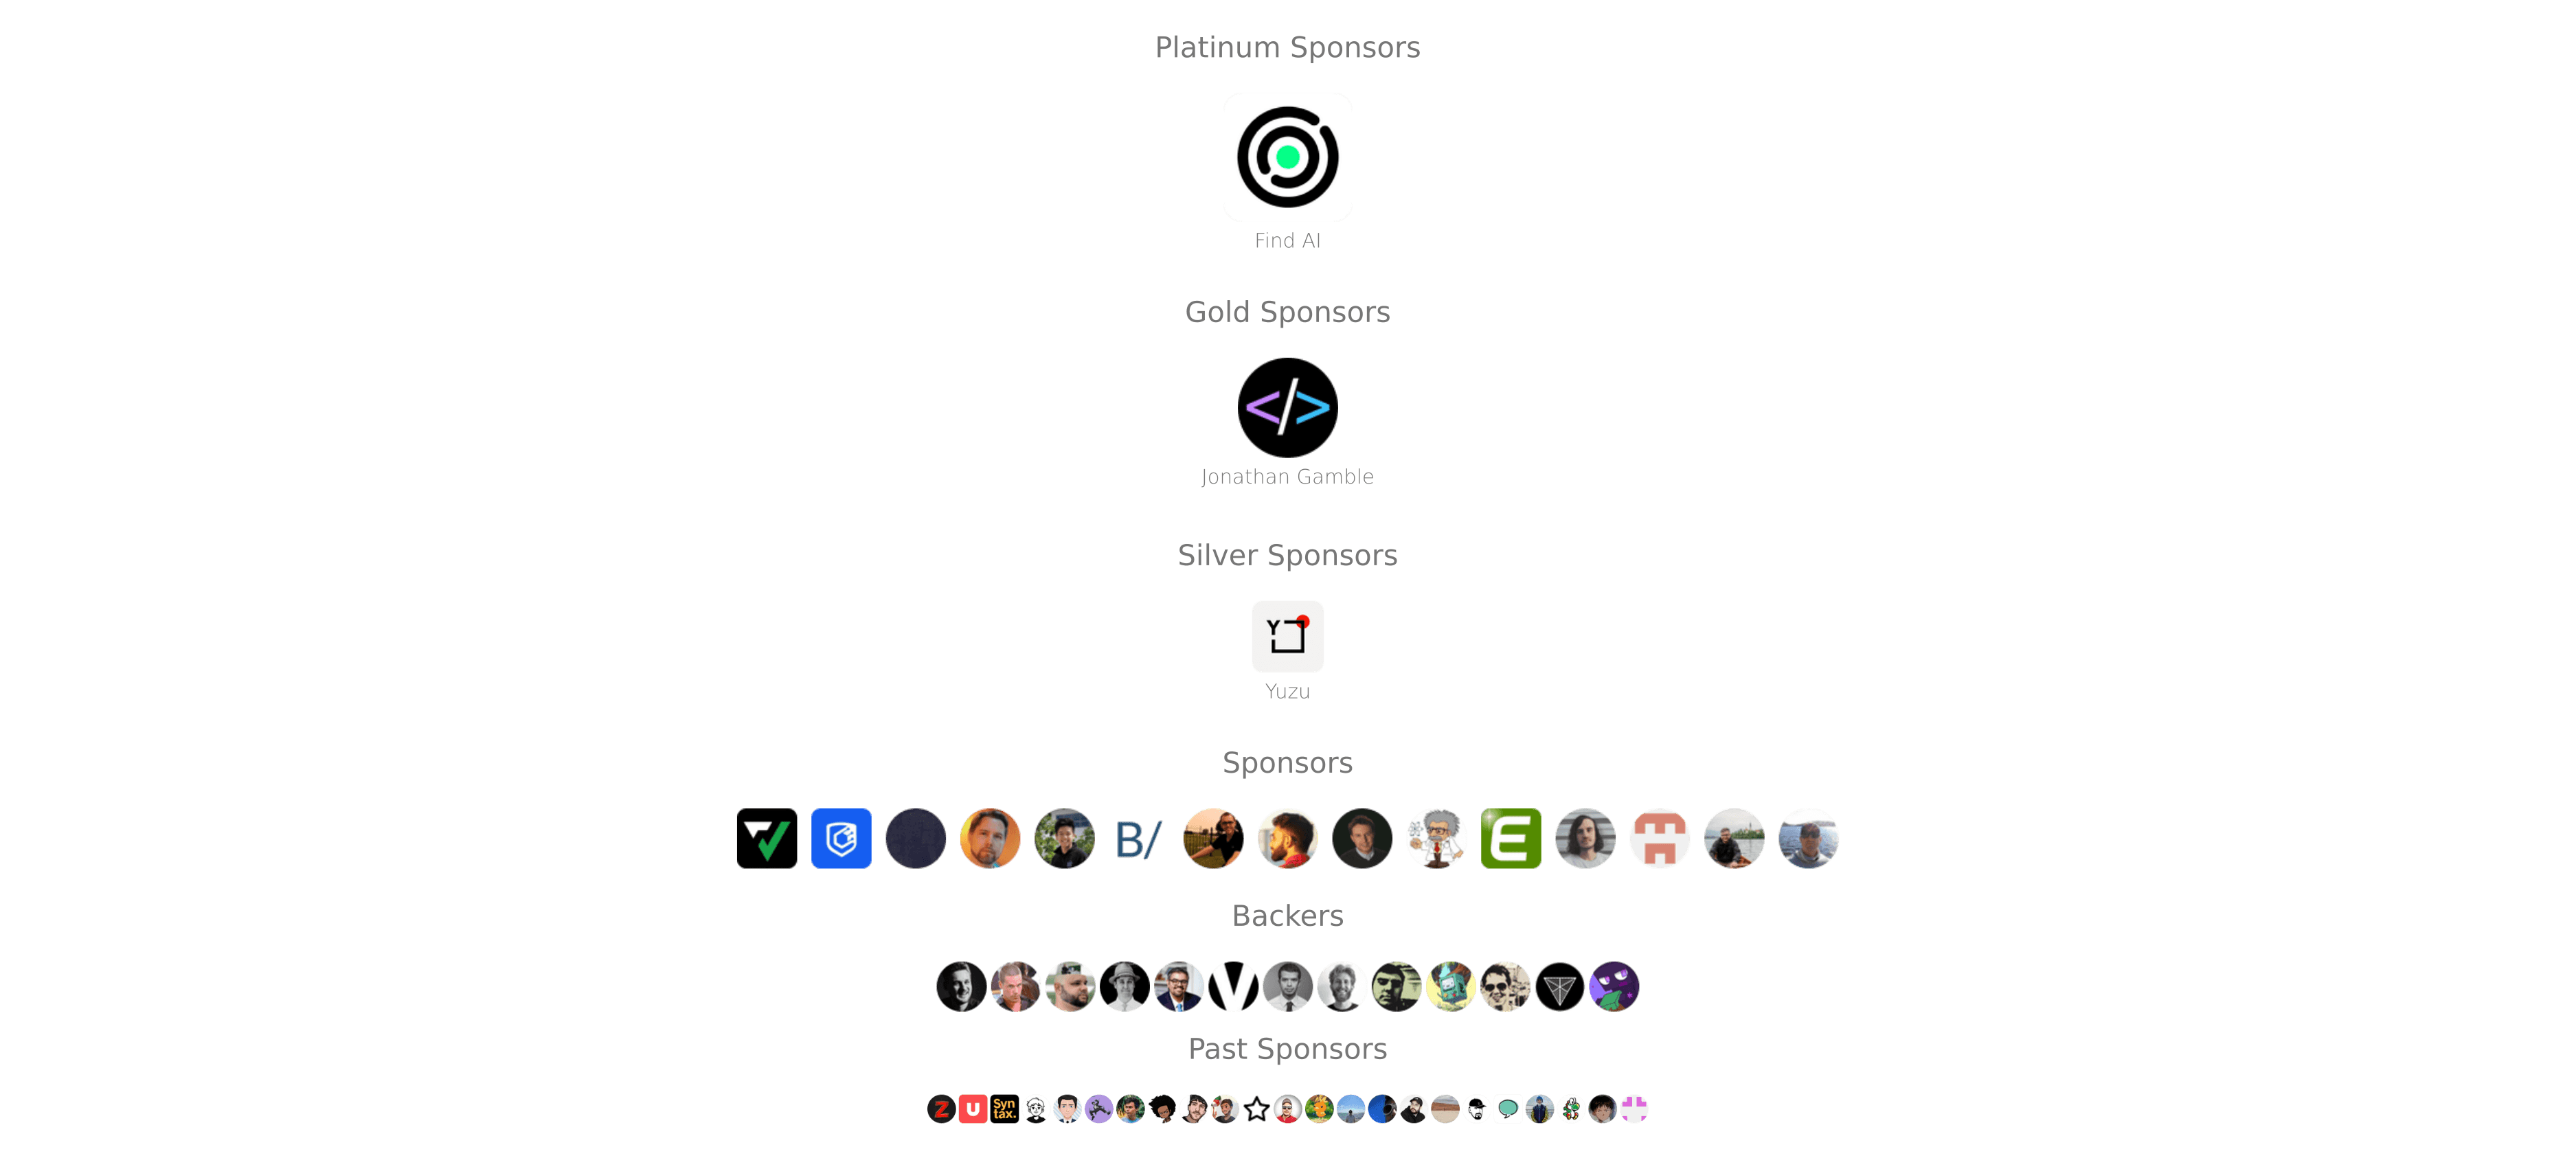 Platinum Sponsors
Find AI
Gold Sponsors
</>
Jonathan Gamble
Silver Sponsors
Y
Yuzu
Sponsors
B/
E
Backers
Past Sponsors
Z
U
Syn
tax.